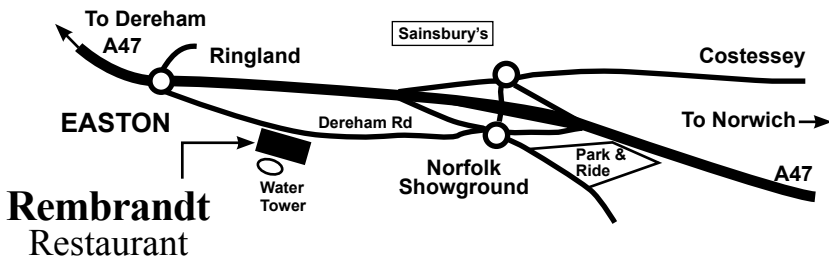 To Dereham
A47
Ringland
Sainsbury's
Costessey
EASTON
Dereham Rd
To Norwich
Norfolk
Showground
Park &
Ride
A47
Water
Tower
Rembrandt
Restaurant